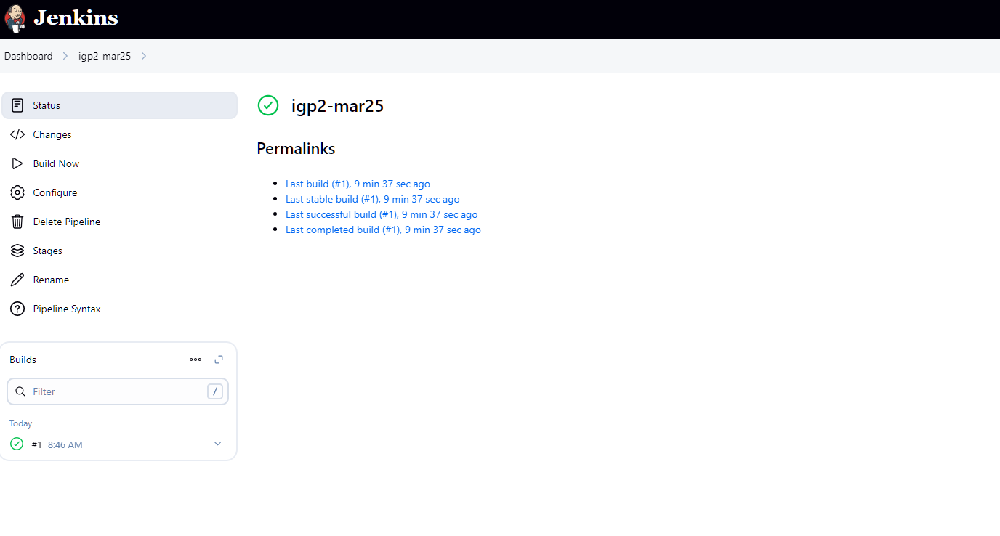 Jenkins
Dashboard
igp2-mar25
Status
Changes
Build Now
Configure
Delete Pipeline
Stages
Rename
Pipeline Syntax
Builds
Filter
/
Today
#1 8:46 AM
igp2-mar25
Permalinks
Last build (#1), 9 min 37 sec ago
Last stable build (#1), 9 min 37 sec ago
Last successful build (#1), 9 min 37 sec ago
Last completed build (#1), 9 min 37 sec ago